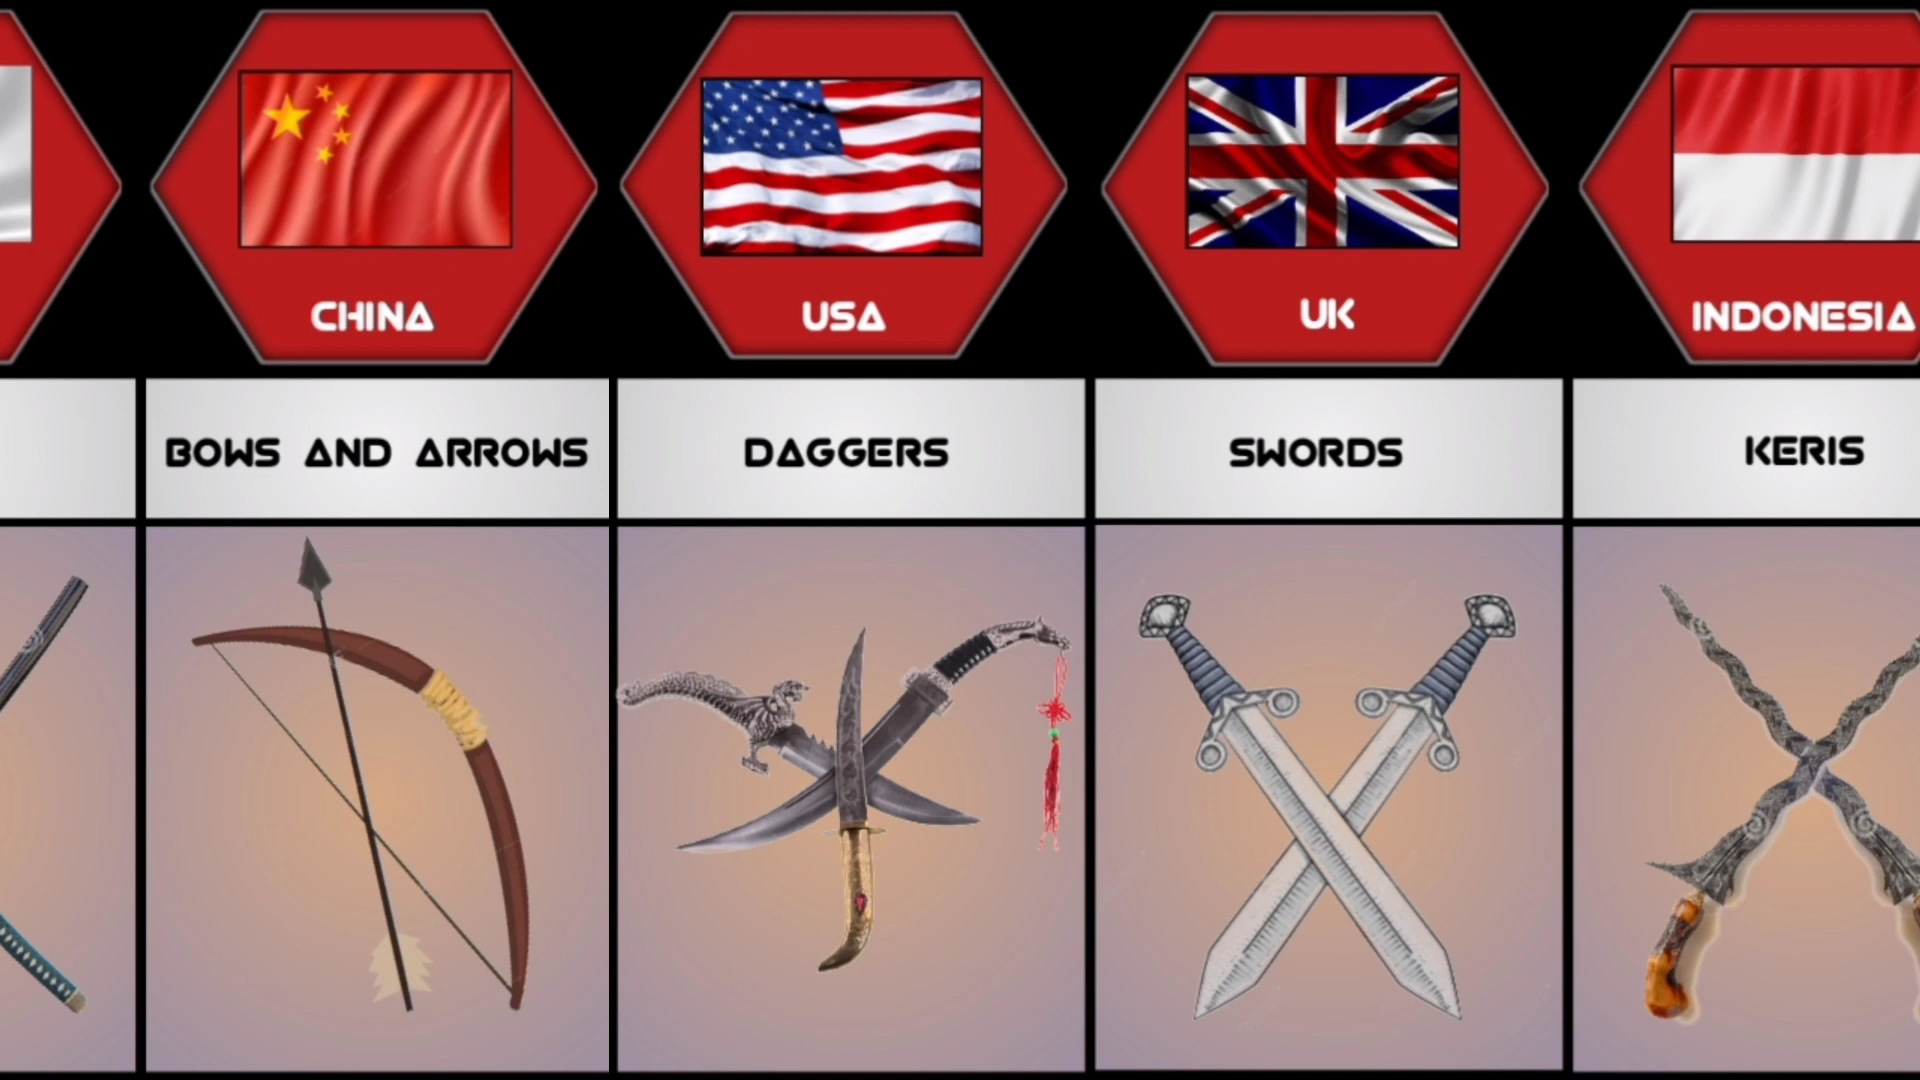 CHINA
USA
UK
INDONESIA
BOWS AND ARROWS
DAGGERS
SWORDS
KERIS